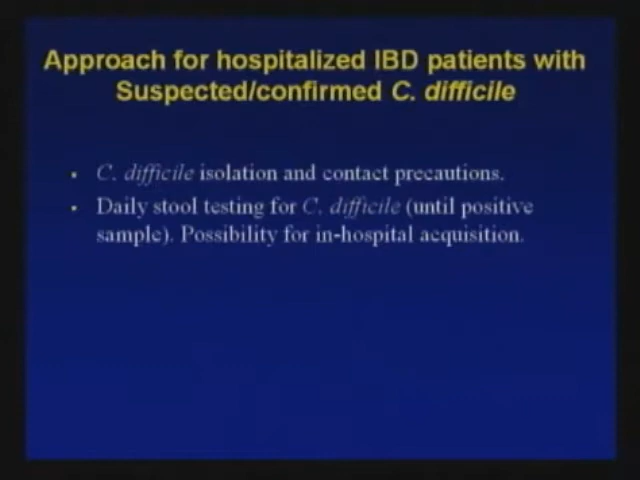 Approach for hospitalized IBD patients with
Suspected/confirmed C. difficile
▪ C. difficile isolation and contact precautions.
▪ Daily stool testing for C. difficile (until positive
sample). Possibility for in-hospital acquisition.